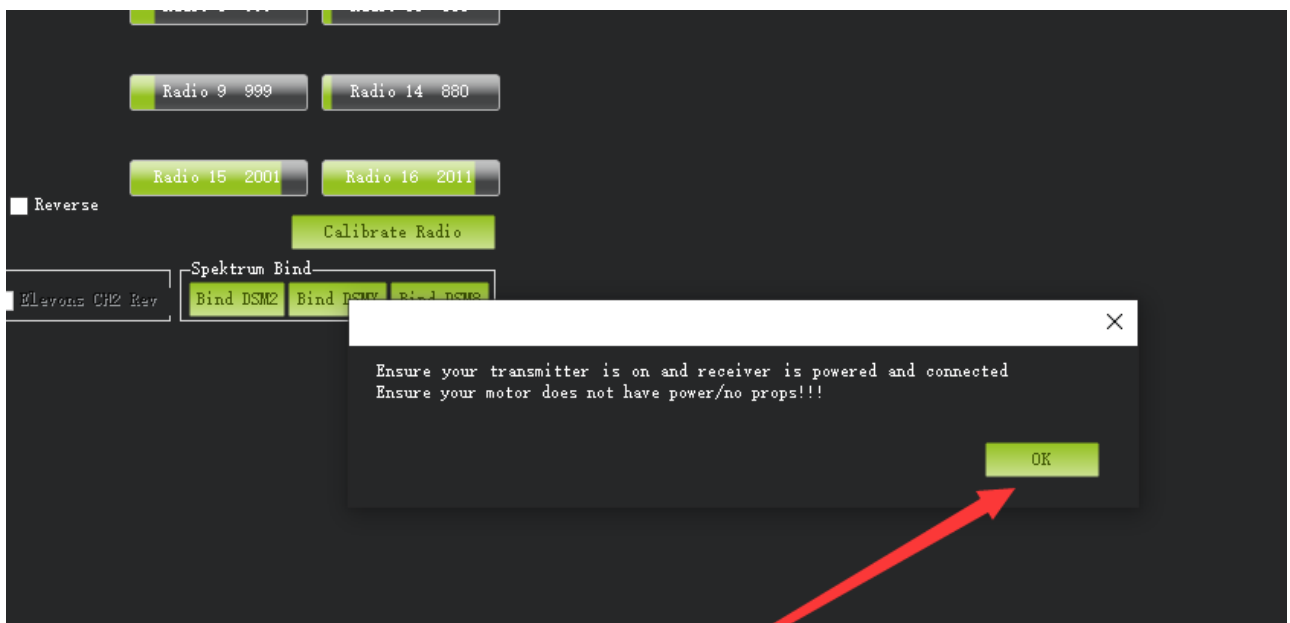 Radio 9 999
Radio 14 880
Radio 15 2001
Radio 16 2011
Reverse
Calibrate Radio
Spektrum Bind
Elevons CH2 Rev
Bind DSM2
Bind
Bind
Ensure your transmitter is on and receiver is powered and connected
Ensure your motor does not have power/no props!!!
OK